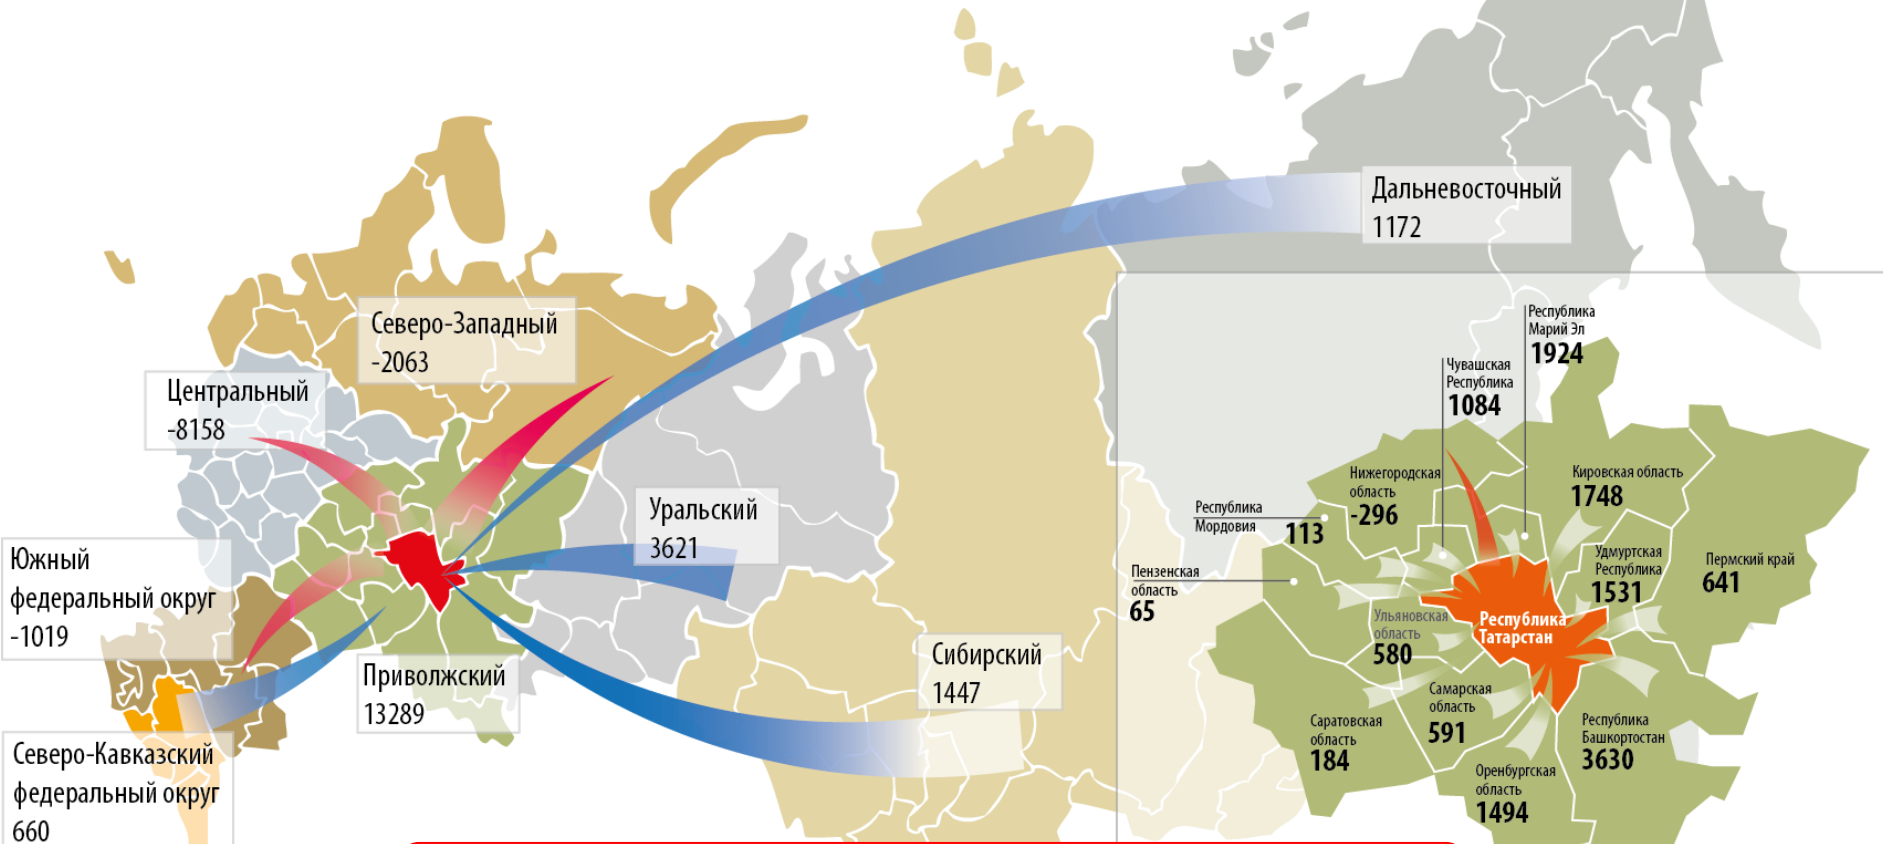 Дальневосточный
1172
Северо-Западный
-2063
Центральный
-8158
Уральский
3621
Южный
федеральный округ
-1019
Приволжский
13289
Сибирский
1447
Северо-Кавказский
федеральный округ
660
Республика
Марий Эл
1924
Чувашская
Республика
1084
Нижегородская
область
-296
Кировская область
1748
Республика
Мордовия
113
Удмуртская
Республика
1531
Пермский край
641
Пензенская
область
65
Ульяновская
область
580
Республика
Татарстан
Самарская
область
591
Саратовская
область
184
Республика
Башкортостан
3630
Оренбургская
область
1494